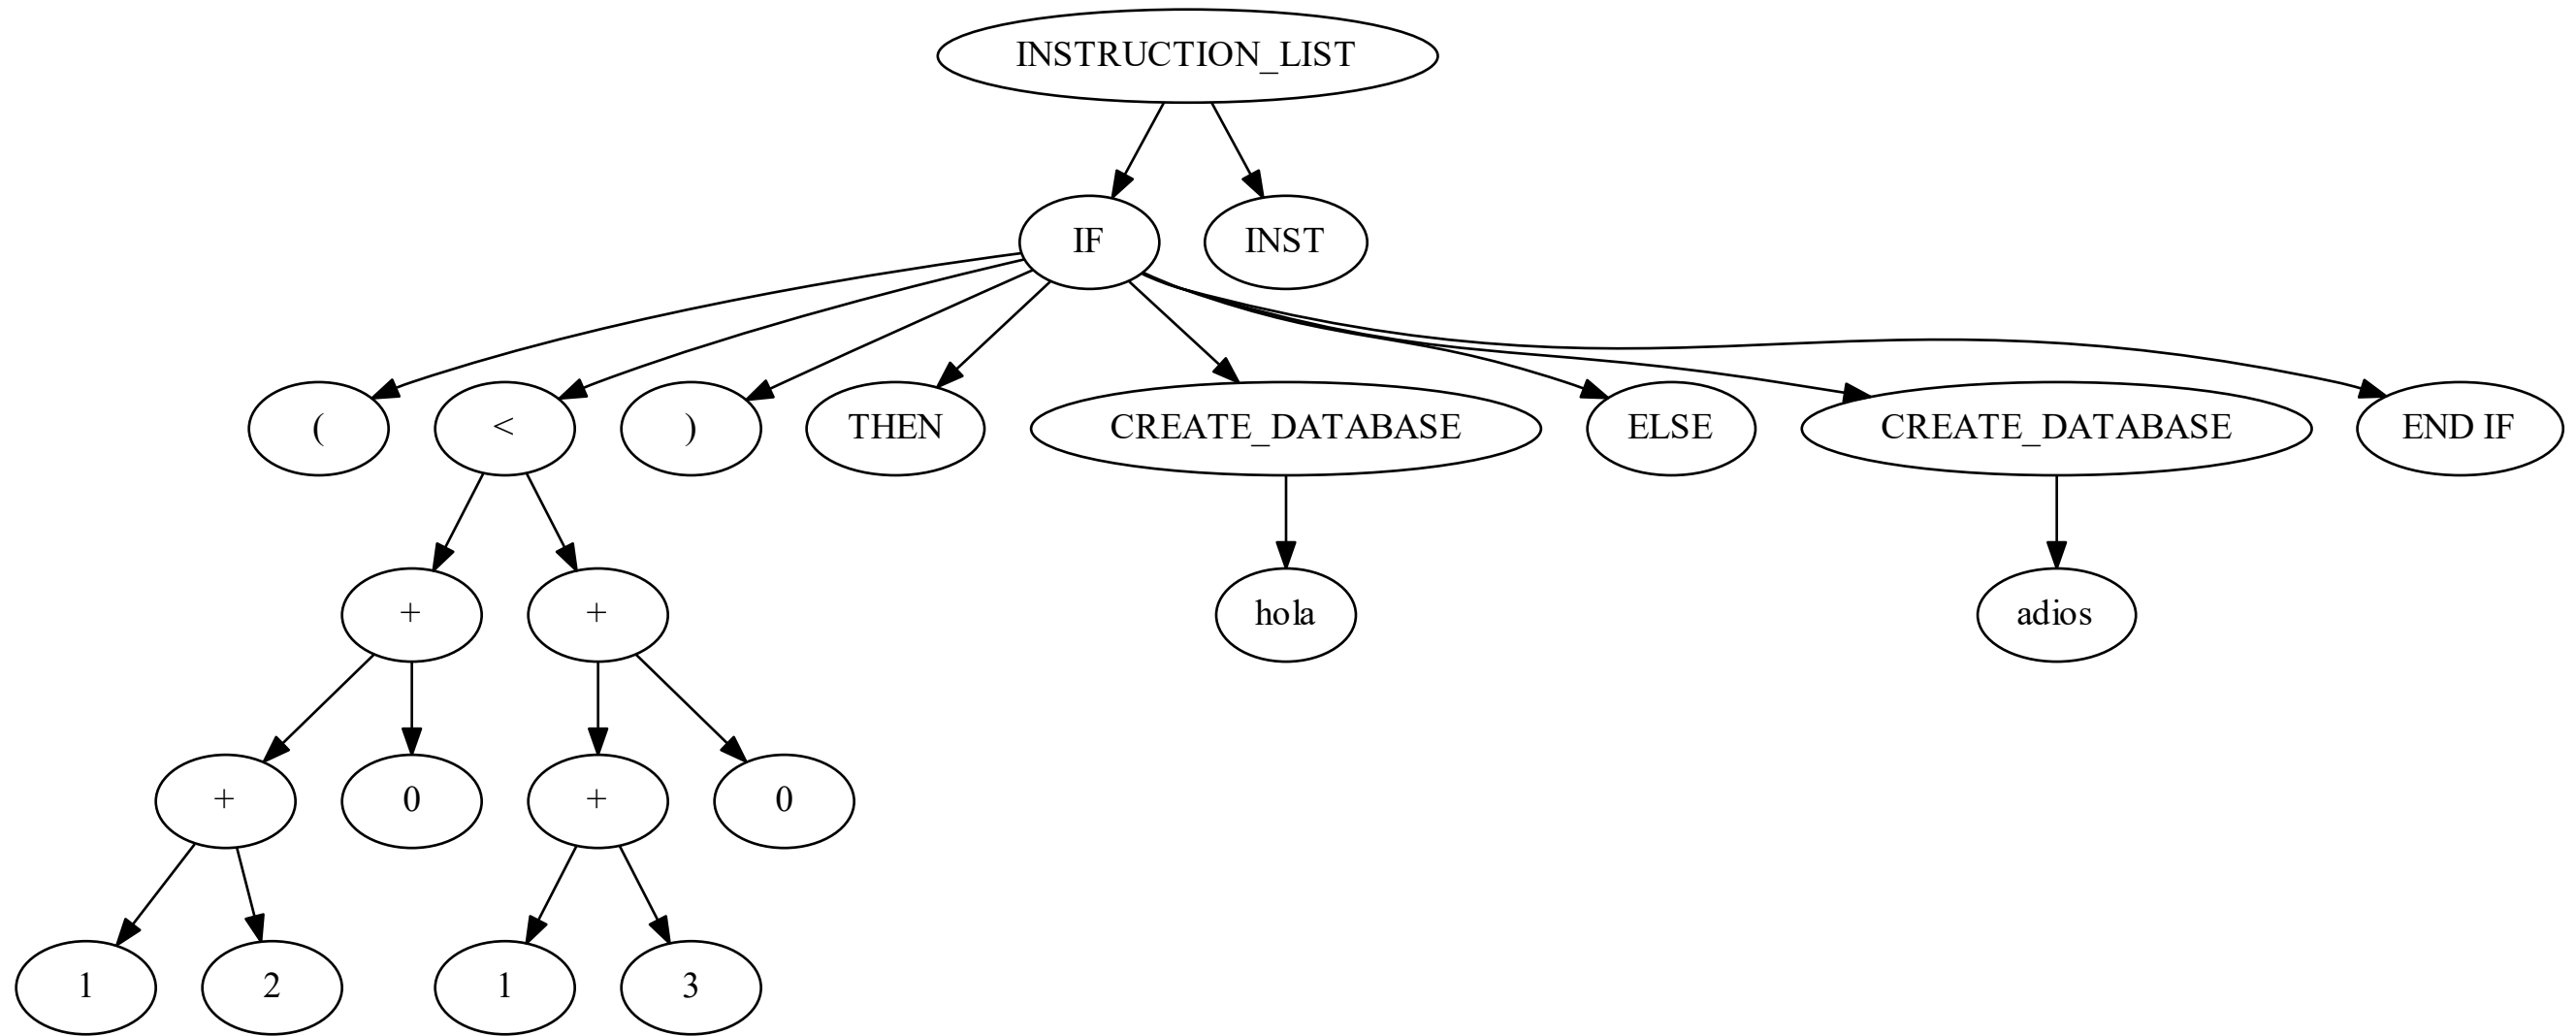 INSTRUCTION_LIST
IF INST
( < ) THEN CREATE_DATABASE ELSE CREATE_DATABASE END IF
+ + hola adios
+ 0 + 0
1 2 1 3